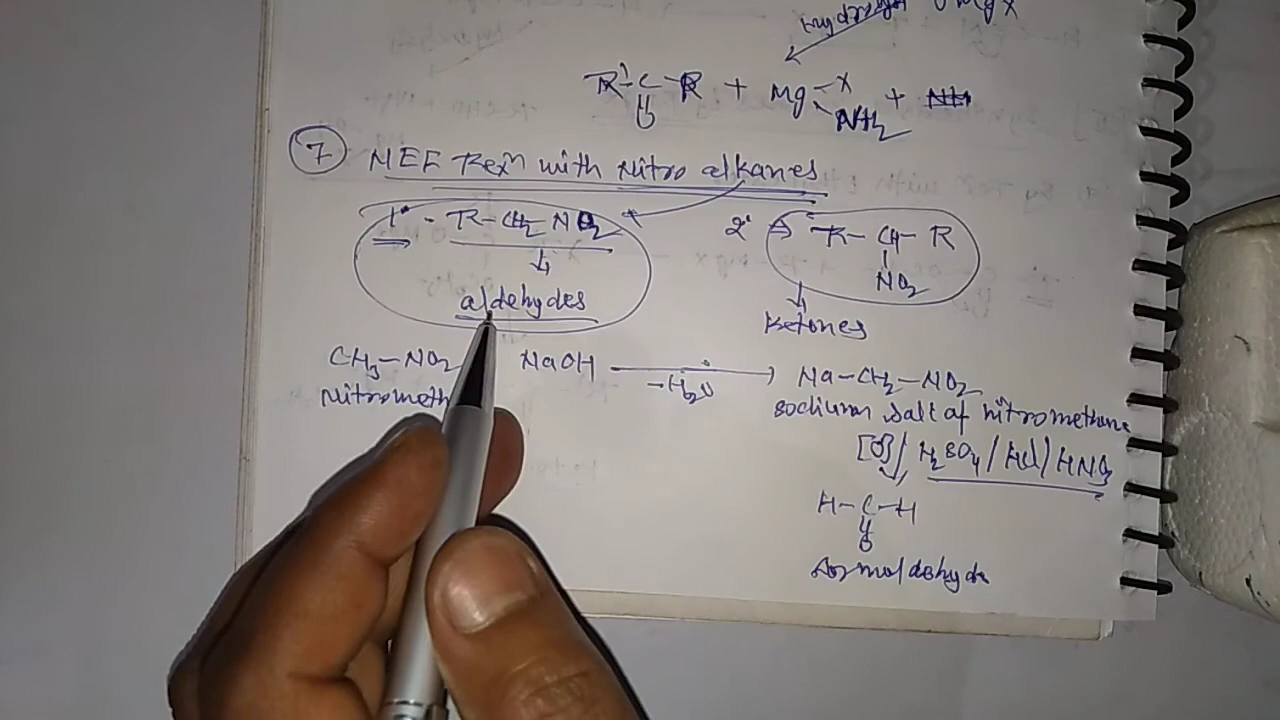 Mg X
R'-C-R + Mg X + NH
O NH2
7 NEF Rexn with Nitro alkanes
1° - R-CH2-NO2
aldehydes
2° ⇒ R-CH-R
NO2
Ketones
CH3-NO2 NaOH -H2O → Na-CH2-NO2
Nitrometh sodium salt of nitromethane
[O] / H2SO4 / HCl / HNO3
H-C-H
O
formaldehyde